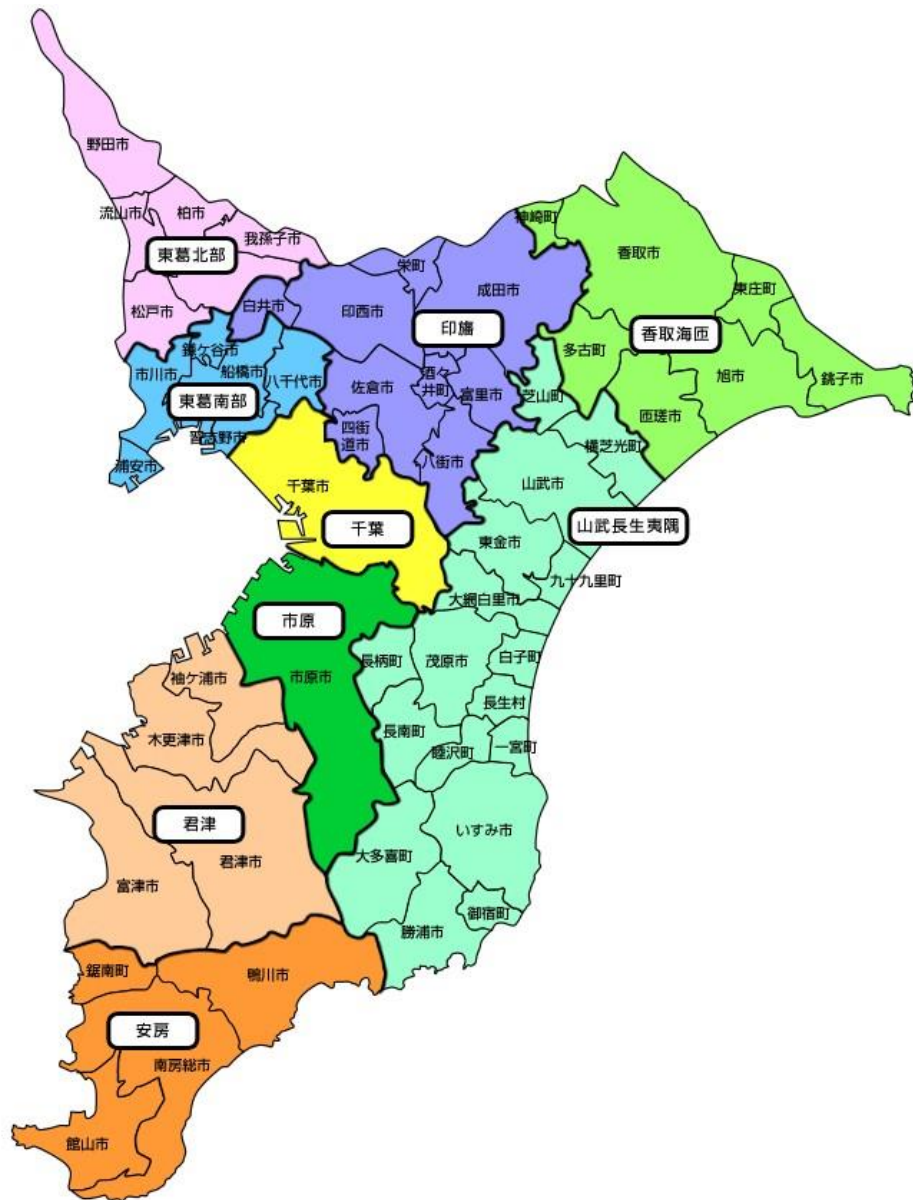 野田市
流山市
柏市
我孫子市
東葛北部
松戸市
神崎町
香取市
東庄町
栄町
成田市
白井市
印西市
印旛
香取海匝
多古町
旭市
銚子市
匝瑳市
鎌ケ谷市
市川市
船橋市
八千代市
東葛南部
習志野市
浦安市
佐倉市
酒々
井町
富里市
芝山町
四街
道市
八街市
横芝光町
千葉市
山武市
千葉
山武長生夷隅
東金市
九十九里町
大網白里市
市原
長柄町
茂原市
白子町
袖ケ浦市
市原市
長生村
木更津市
長南町
睦沢町
一宮町
君津
いすみ市
大多喜町
君津市
富津市
御宿町
勝浦市
鋸南町
鴨川市
安房
南房総市
館山市